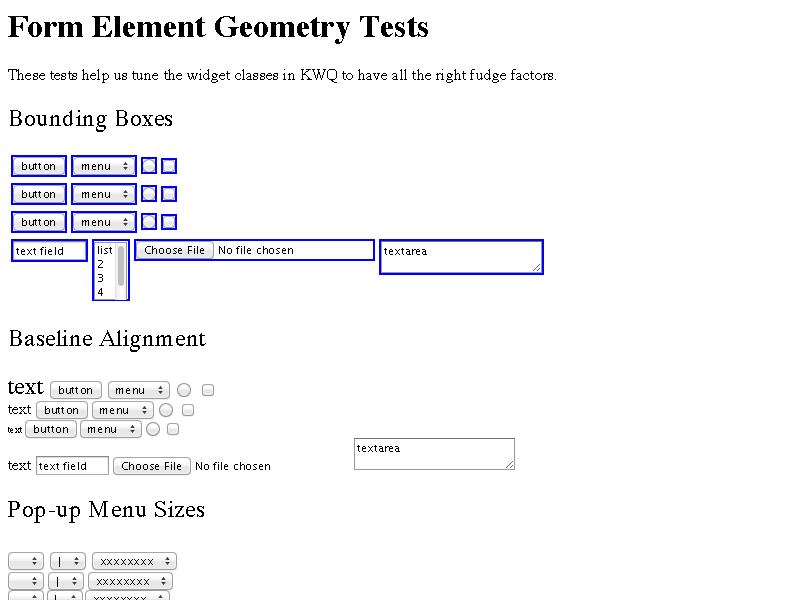 Form Element Geometry Tests
These tests help us tune the widget classes in KWQ to have all the right fudge factors.
Bounding Boxes
button menu
button menu
button menu
text field list Choose File No file chosen textarea
2
3
4
Baseline Alignment
text button menu
text button menu
text button menu
textarea
text text field Choose File No file chosen
Pop-up Menu Sizes
| xxxxxxxx
| xxxxxxxx
| xxxxxxxx